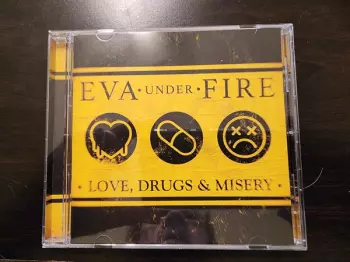 EVA · UNDER · FIRE
· LOVE, DRUGS & MISERY ·